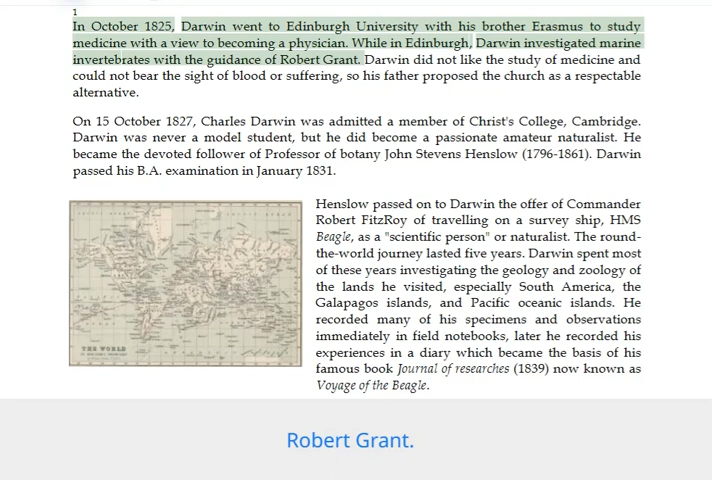 1
In October 1825, Darwin went to Edinburgh University with his brother Erasmus to study
medicine with a view to becoming a physician. While in Edinburgh, Darwin investigated marine
invertebrates with the guidance of Robert Grant. Darwin did not like the study of medicine and
could not bear the sight of blood or suffering, so his father proposed the church as a respectable
alternative.
On 15 October 1827, Charles Darwin was admitted a member of Christ's College, Cambridge.
Darwin was never a model student, but he did become a passionate amateur naturalist. He
became the devoted follower of Professor of botany John Stevens Henslow (1796-1861). Darwin
passed his B.A. examination in January 1831.
Henslow passed on to Darwin the offer of Commander
Robert FitzRoy of travelling on a survey ship, HMS
Beagle, as a "scientific person" or naturalist. The round-
the-world journey lasted five years. Darwin spent most
of these years investigating the geology and zoology of
the lands he visited, especially South America, the
Galapagos islands, and Pacific oceanic islands. He
recorded many of his specimens and observations
immediately in field notebooks, later he recorded his
experiences in a diary which became the basis of his
famous book Journal of researches (1839) now known as
Voyage of the Beagle.
THE WORLD
Robert Grant.